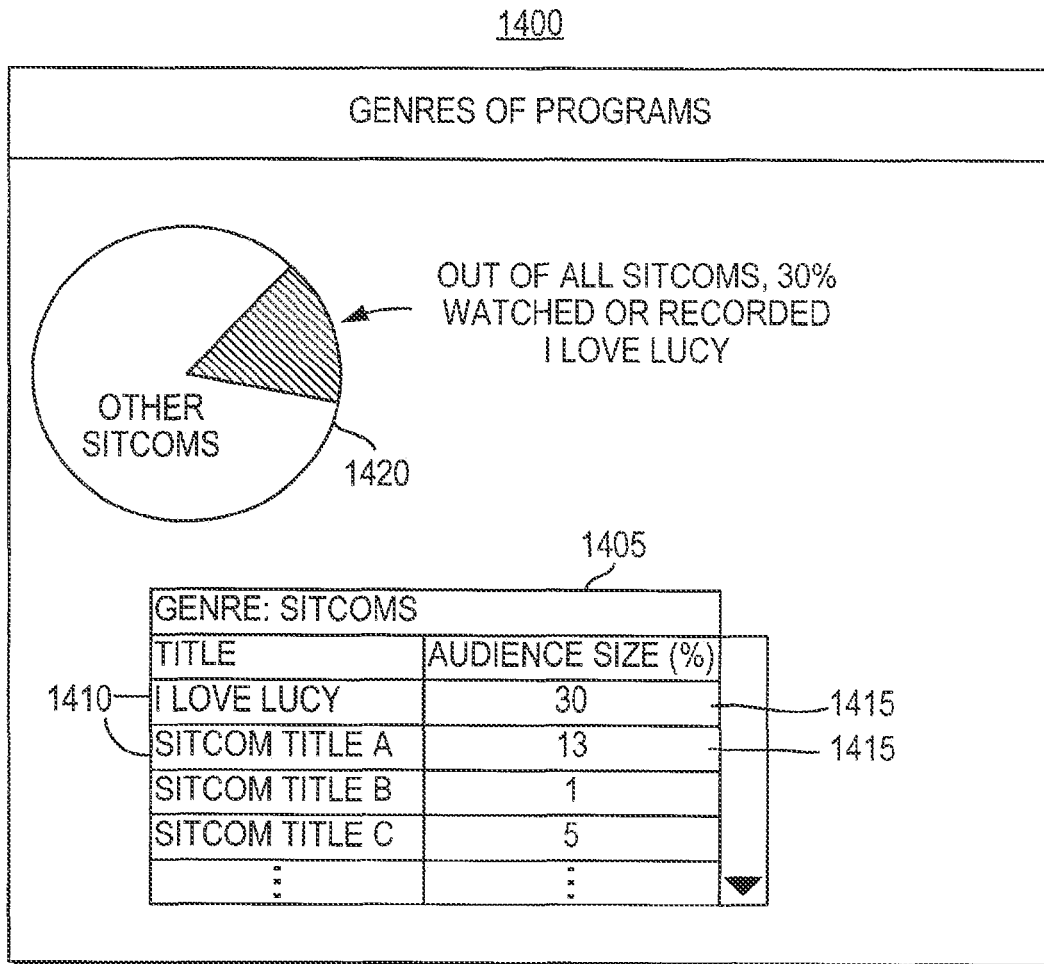 1400
GENRES OF PROGRAMS
OUT OF ALL SITCOMS, 30%
WATCHED OR RECORDED
I LOVE LUCY
OTHER
SITCOMS
1420
1405
GENRE: SITCOMS
TITLE AUDIENCE SIZE (%)
1410 I LOVE LUCY 30 1415
SITCOM TITLE A 13 1415
SITCOM TITLE B 1
SITCOM TITLE C 5